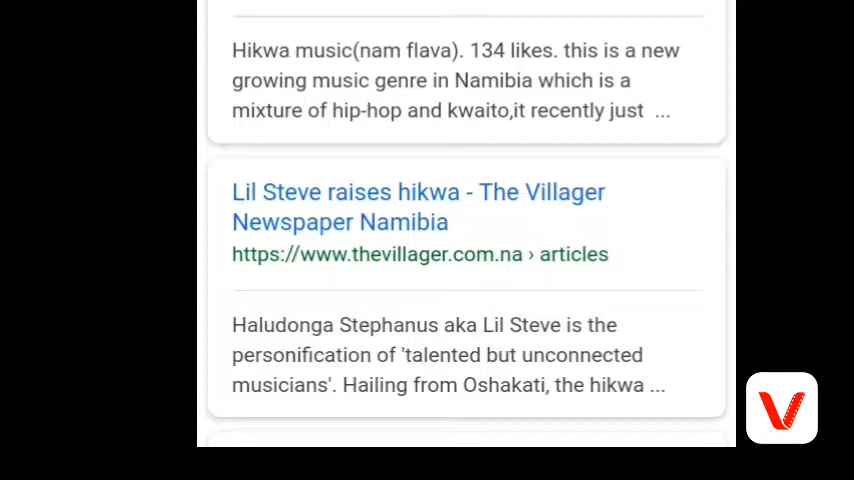 Hikwa music(nam flava). 134 likes. this is a new
growing music genre in Namibia which is a
mixture of hip-hop and kwaito,it recently just ...
Lil Steve raises hikwa - The Villager
Newspaper Namibia
https://www.thevillager.com.na › articles
Haludonga Stephanus aka Lil Steve is the
personification of 'talented but unconnected
musicians'. Hailing from Oshakati, the hikwa ...